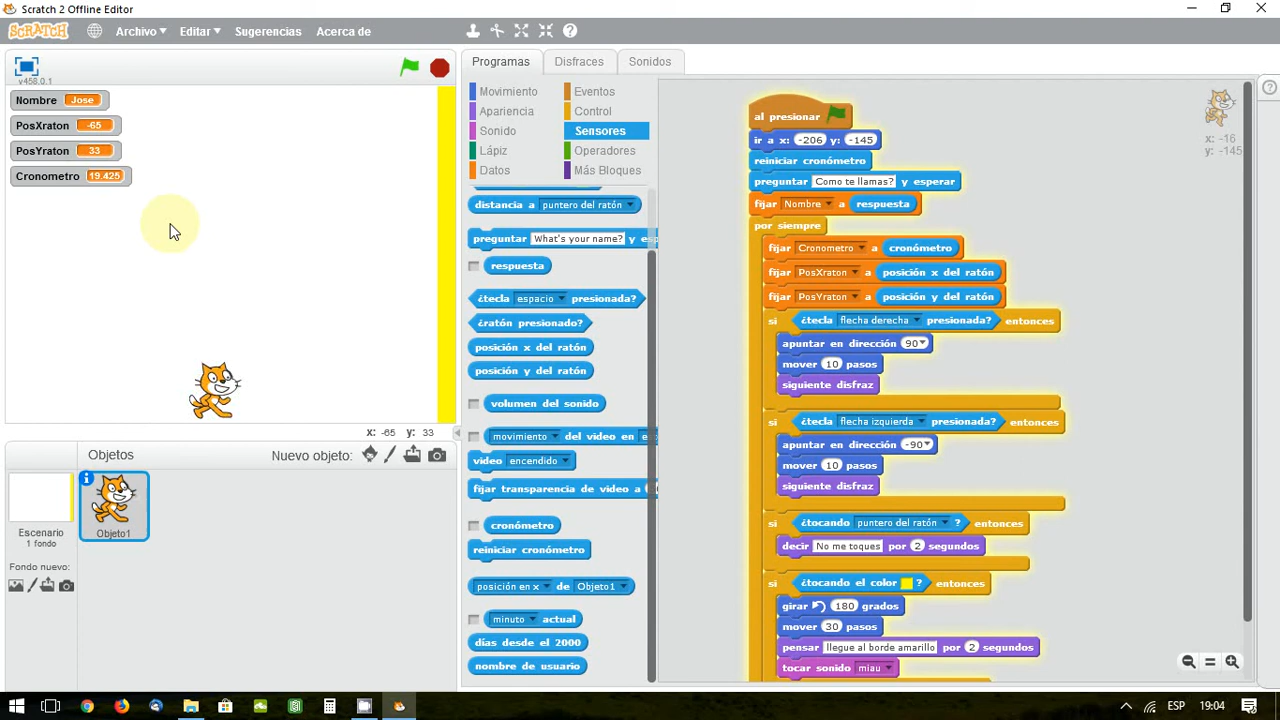 Scratch 2 Offline Editor
SCRATCH
Archivo
Editar
Sugerencias
Acerca de
v458.0.1
Nombre Jose
PosXraton -65
PosYraton 33
Cronometro 19.425
x: -65 y: 33
Objetos
Nuevo objeto:
Escenario
1 fondo
Fondo nuevo:
Objeto1
Programas
Disfraces
Sonidos
Movimiento
Apariencia
Sonido
Lápiz
Datos
Eventos
Control
Sensores
Operadores
Más Bloques
distancia a puntero del ratón
preguntar What's your name? y esp
respuesta
¿tecla espacio presionada?
¿ratón presionado?
posición x del ratón
posición y del ratón
volumen del sonido
movimiento del video en
video encendido
fijar transparencia de video a
cronómetro
reiniciar cronómetro
posición en x de Objeto1
minuto actual
días desde el 2000
nombre de usuario
al presionar
ir a x: -206 y: -145
reiniciar cronómetro
preguntar Como te llamas? y esperar
fijar Nombre a respuesta
por siempre
fijar Cronometro a cronómetro
fijar PosXraton a posición x del ratón
fijar PosYraton a posición y del ratón
si ¿tecla flecha derecha presionada? entonces
apuntar en dirección 90
mover 10 pasos
siguiente disfraz
si ¿tecla flecha izquierda presionada? entonces
apuntar en dirección -90
mover 10 pasos
siguiente disfraz
si ¿tocando puntero del ratón ? entonces
decir No me toques por 2 segundos
si ¿tocando el color ? entonces
girar 180 grados
mover 30 pasos
pensar llegue al borde amarillo por 2 segundos
tocar sonido miau
x: -16
y: -145
ESP
19:04